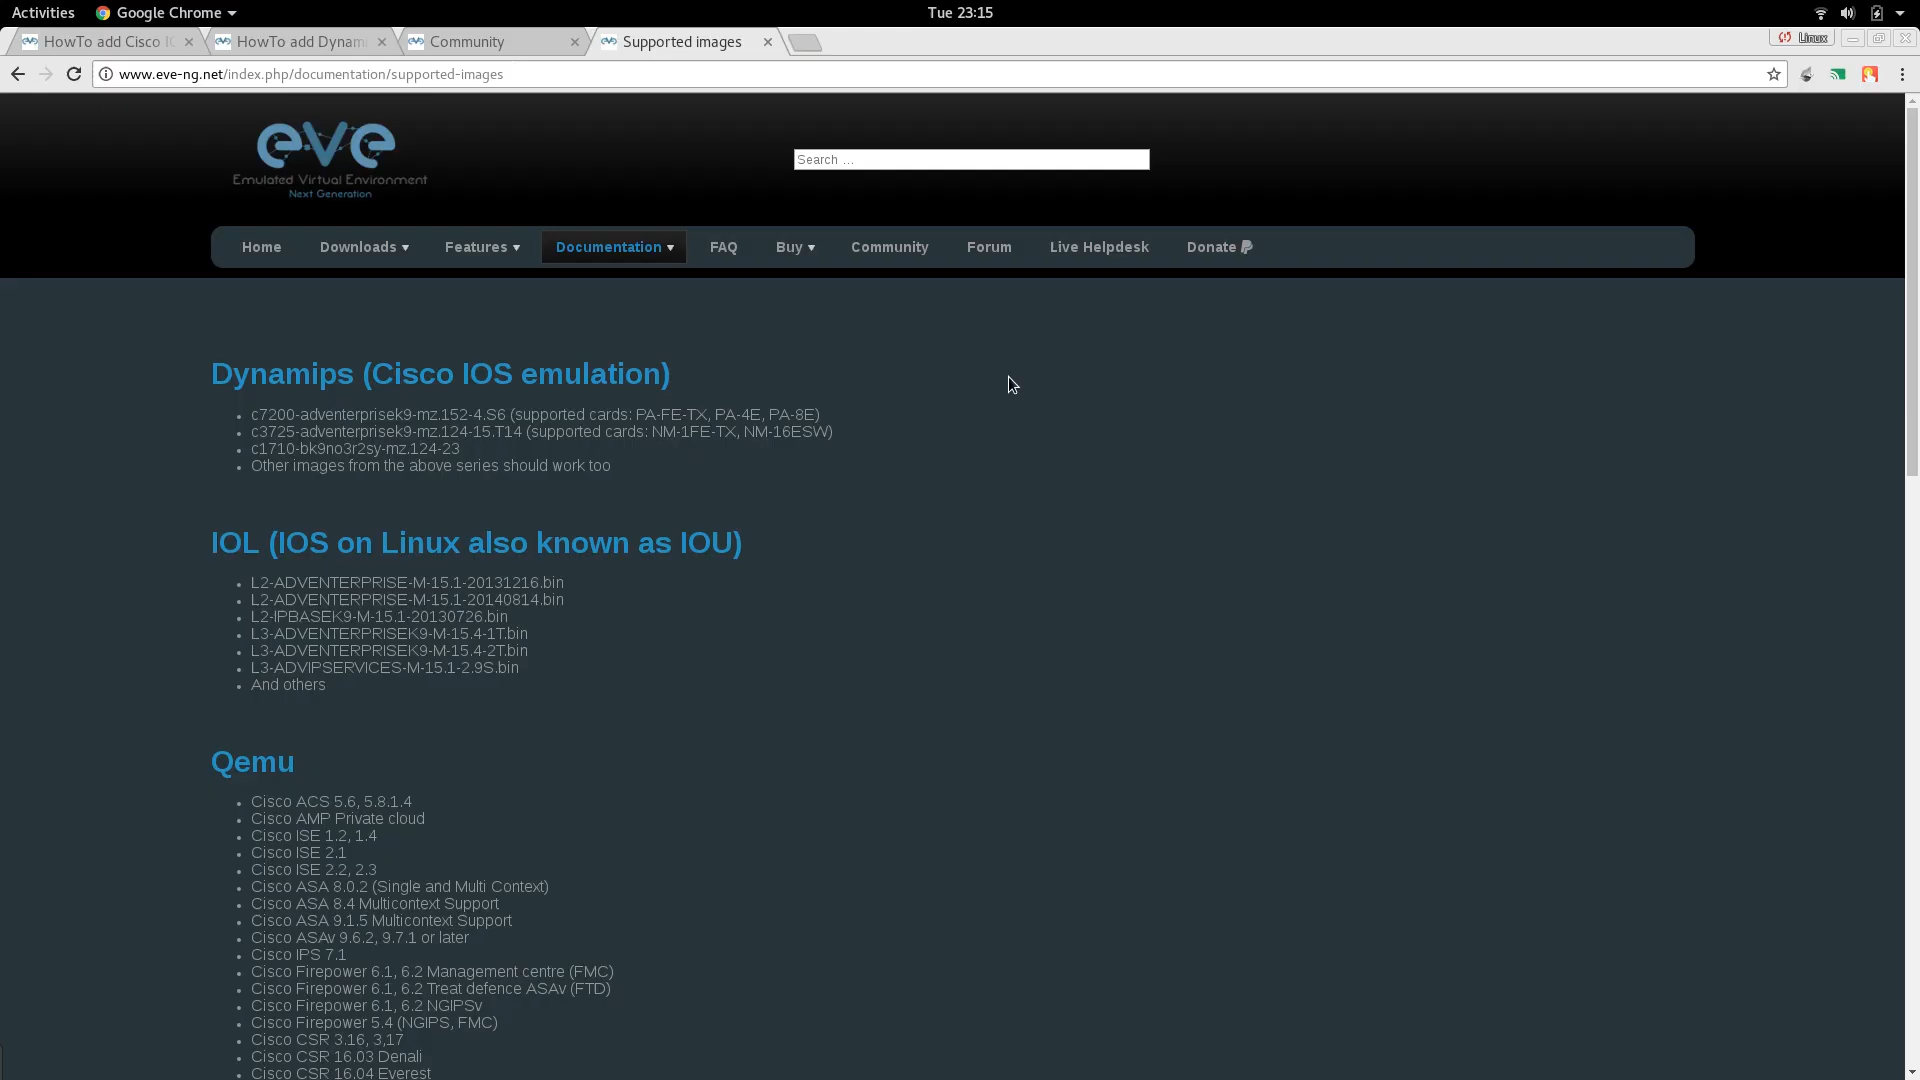 Activities Google Chrome Tue 23:15
HowTo add Cisco I HowTo add Dynam Community Supported images Linux
www.eve-ng.net/index.php/documentation/supported-images
eve
Emulated Virtual Environment
Next Generation
Search ...
Home Downloads Features Documentation FAQ Buy Community Forum Live Helpdesk Donate
Dynamips (Cisco IOS emulation)
c7200-adventerprisek9-mz.152-4.S6 (supported cards: PA-FE-TX, PA-4E, PA-8E)
c3725-adventerprisek9-mz.124-15.T14 (supported cards: NM-1FE-TX, NM-16ESW)
c1710-bk9no3r2sy-mz.124-23
Other images from the above series should work too
IOL (IOS on Linux also known as IOU)
L2-ADVENTERPRISE-M-15.1-20131216.bin
L2-ADVENTERPRISE-M-15.1-20140814.bin
L2-IPBASEK9-M-15.1-20130726.bin
L3-ADVENTERPRISEK9-M-15.4-1T.bin
L3-ADVENTERPRISEK9-M-15.4-2T.bin
L3-ADVIPSERVICES-M-15.1-2.9S.bin
And others
Qemu
Cisco ACS 5.6, 5.8.1.4
Cisco AMP Private cloud
Cisco ISE 1.2, 1.4
Cisco ISE 2.1
Cisco ISE 2.2, 2.3
Cisco ASA 8.0.2 (Single and Multi Context)
Cisco ASA 8.4 Multicontext Support
Cisco ASA 9.1.5 Multicontext Support
Cisco ASAv 9.6.2, 9.7.1 or later
Cisco IPS 7.1
Cisco Firepower 6.1, 6.2 Management centre (FMC)
Cisco Firepower 6.1, 6.2 Treat defence ASAv (FTD)
Cisco Firepower 6.1, 6.2 NGIPSv
Cisco Firepower 5.4 (NGIPS, FMC)
Cisco CSR 3.16, 3,17
Cisco CSR 16.03 Denali
Cisco CSR 16.04 Everest